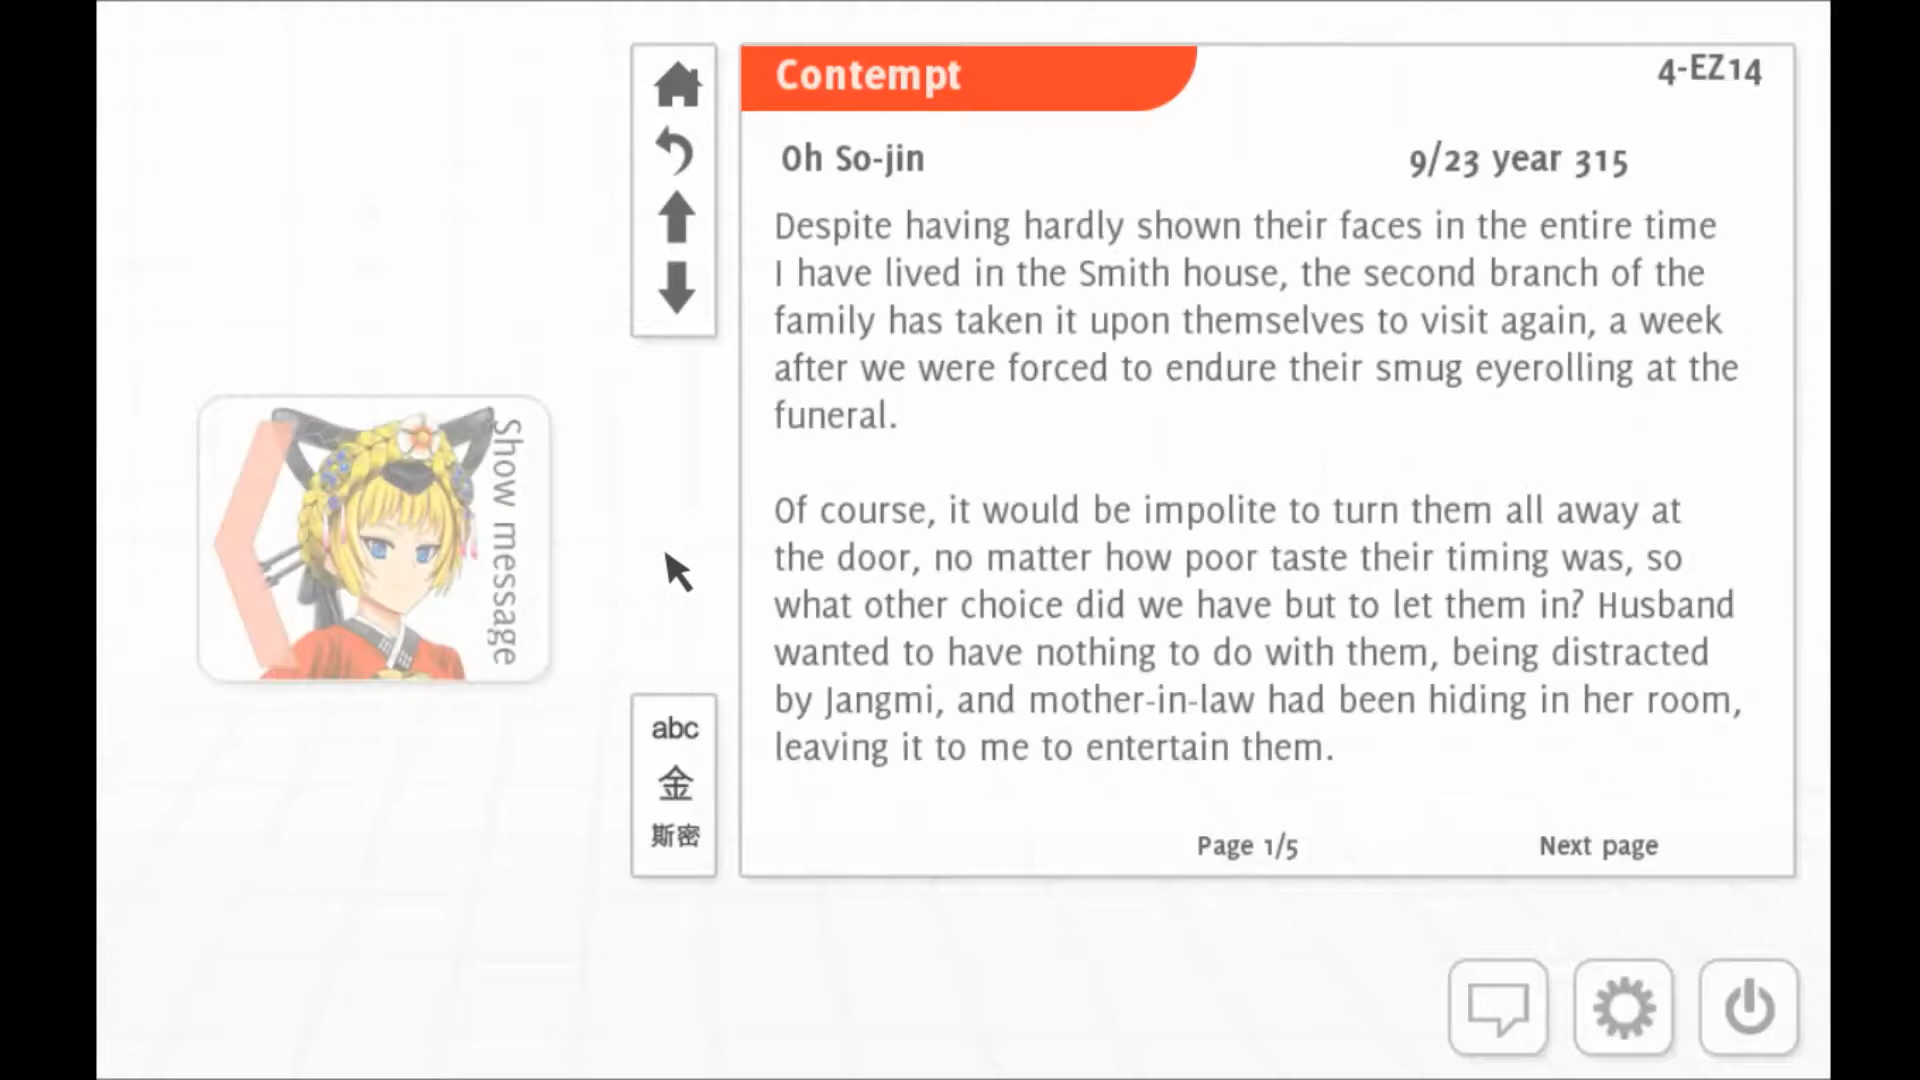 Contempt
4-EZ14
Oh So-jin
9/23 year 315
Despite having hardly shown their faces in the entire time
I have lived in the Smith house, the second branch of the
family has taken it upon themselves to visit again, a week
after we were forced to endure their smug eyerolling at the
funeral.
Of course, it would be impolite to turn them all away at
the door, no matter how poor taste their timing was, so
what other choice did we have but to let them in? Husband
wanted to have nothing to do with them, being distracted
by Jangmi, and mother-in-law had been hiding in her room,
leaving it to me to entertain them.
Page 1/5
Next page
Show message
abc
金
斯密